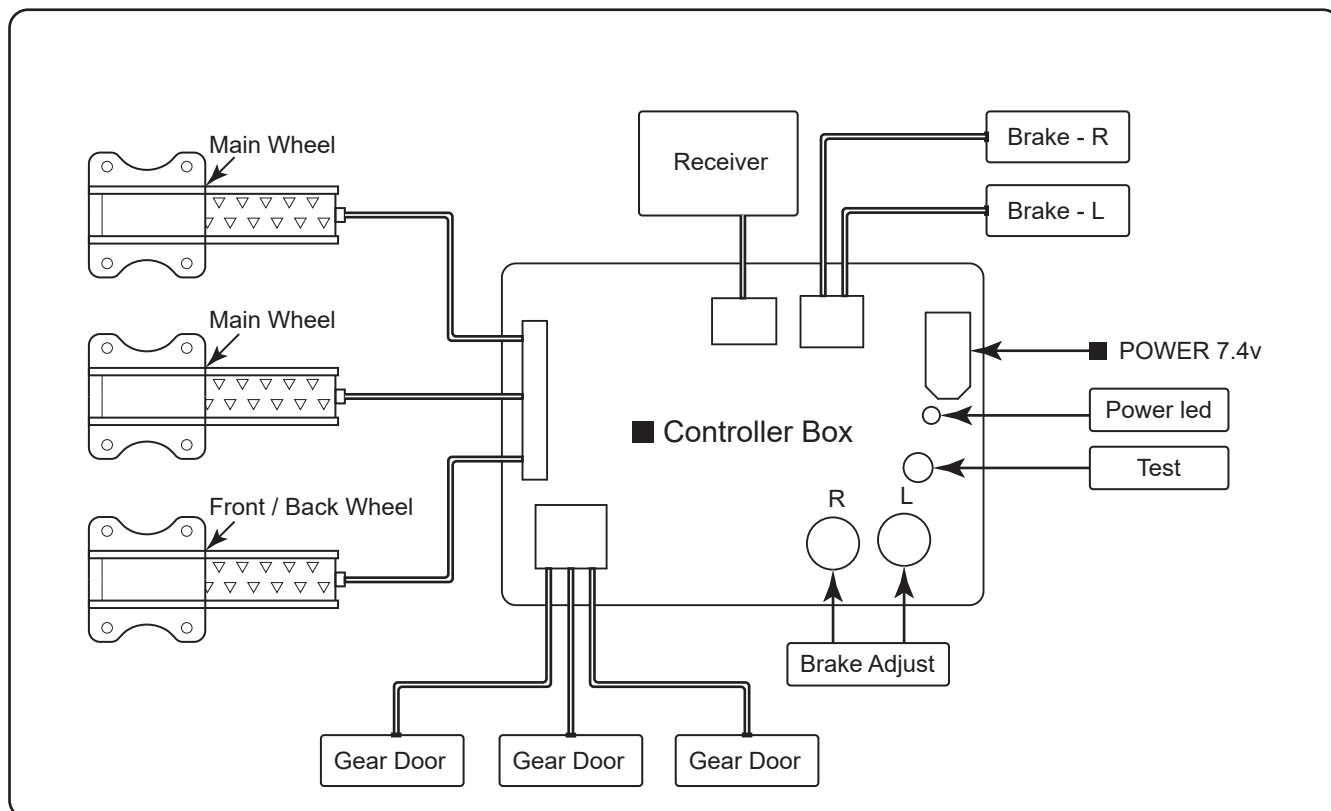 Main Wheel
Receiver
Brake - R
Brake - L
Main Wheel
POWER 7.4v
Power led
Controller Box
Test
Front / Back Wheel
R
L
Brake Adjust
Gear Door
Gear Door
Gear Door